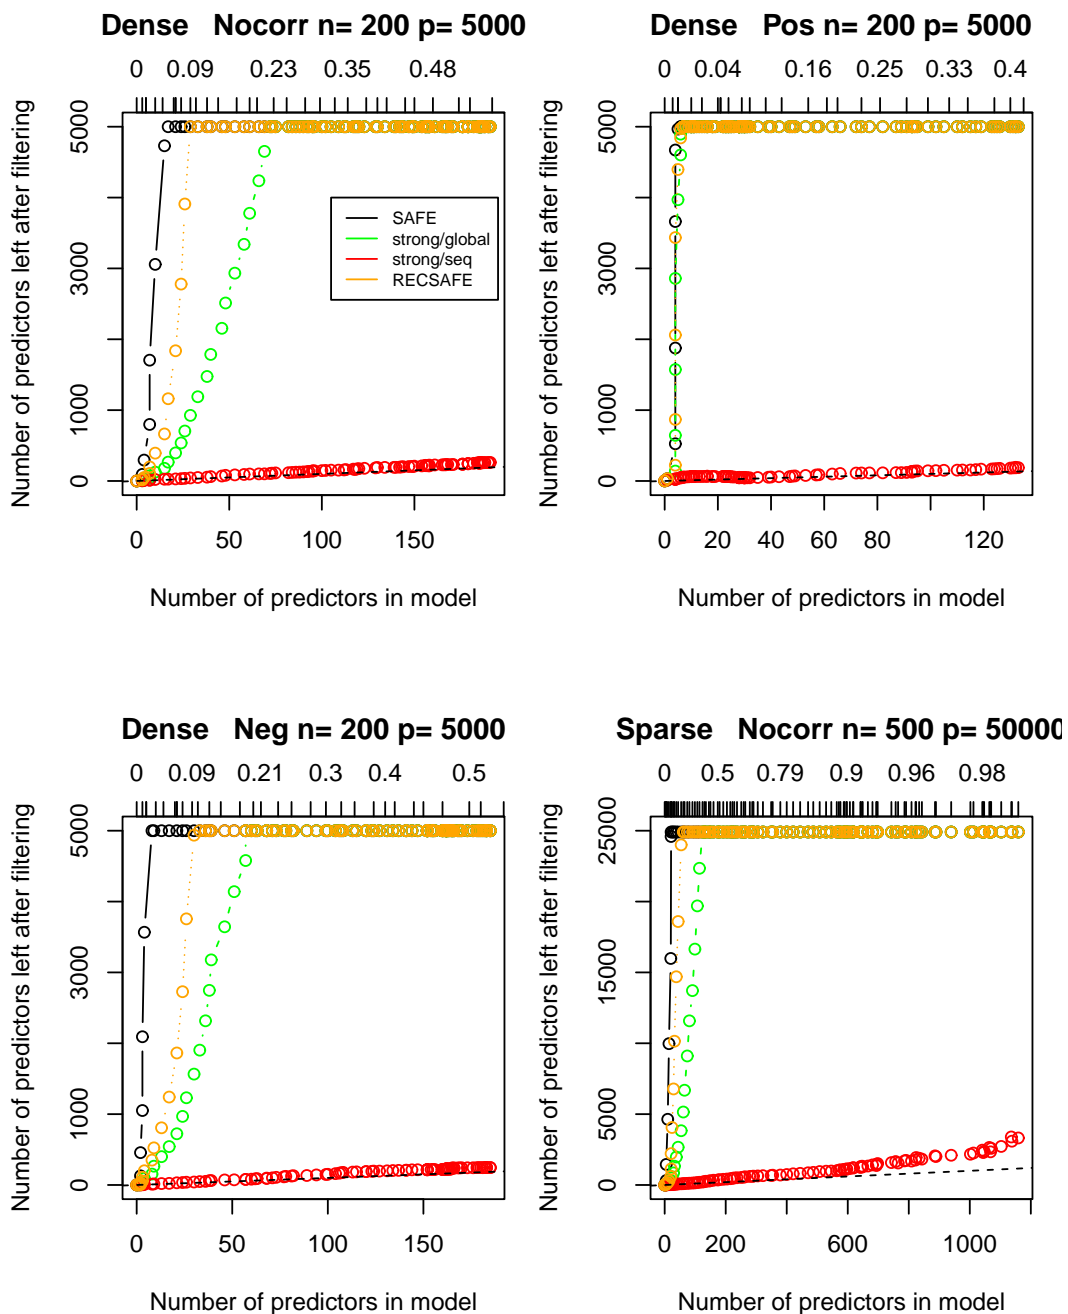 Dense Nocorr n= 200 p= 5000
0 0.09 0.23 0.35 0.48
Number of predictors left after filtering
0 1000 3000 5000
SAFE
strong/global
strong/seq
RECSAFE
0 50 100 150
Number of predictors in model
Dense Pos n= 200 p= 5000
0 0.04 0.16 0.25 0.33 0.4
Number of predictors left after filtering
0 1000 3000 5000
0 20 40 60 80 120
Number of predictors in model
Dense Neg n= 200 p= 5000
0 0.09 0.21 0.3 0.4 0.5
Number of predictors left after filtering
0 1000 3000 5000
0 50 100 150
Number of predictors in model
Sparse Nocorr n= 500 p= 50000
0 0.5 0.79 0.9 0.96 0.98
Number of predictors left after filtering
0 5000 15000 25000
0 200 600 1000
Number of predictors in model